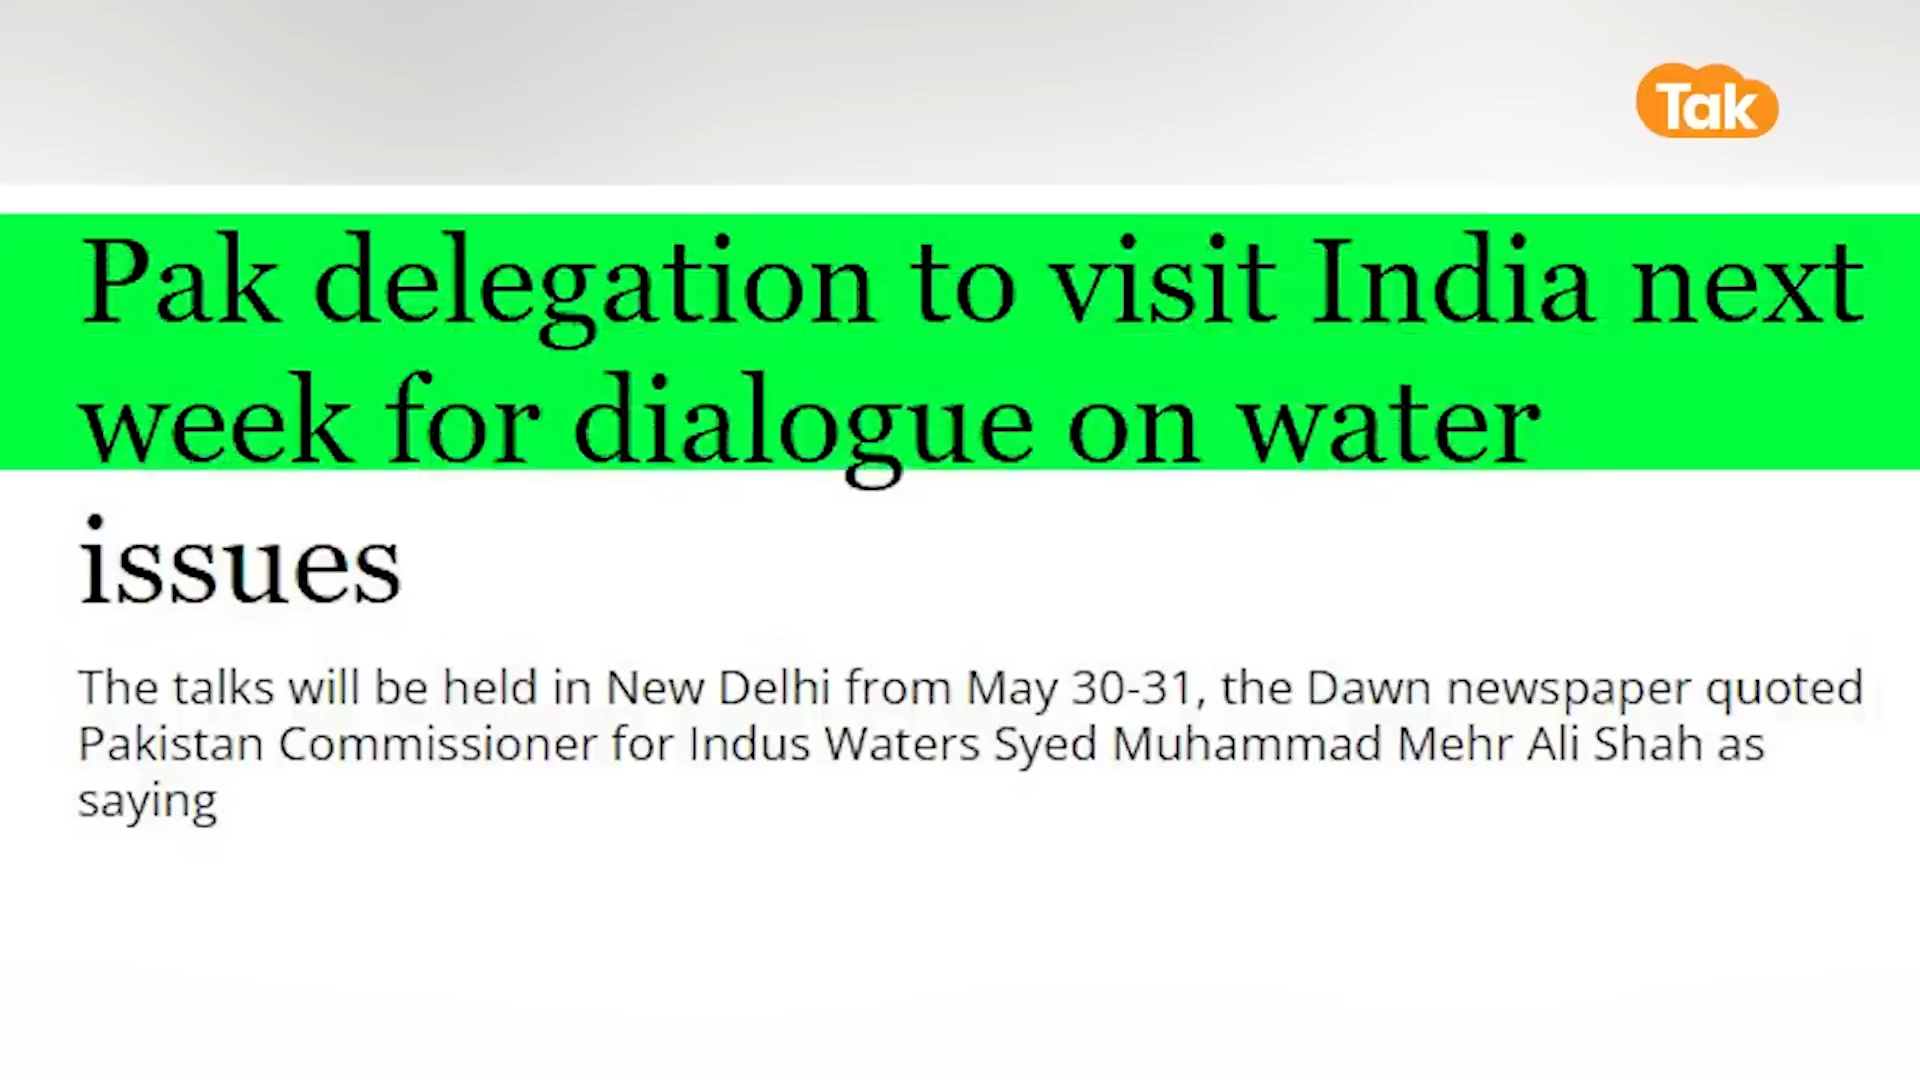 Tak
Pak delegation to visit India next
week for dialogue on water
issues
The talks will be held in New Delhi from May 30-31, the Dawn newspaper quoted
Pakistan Commissioner for Indus Waters Syed Muhammad Mehr Ali Shah as
saying